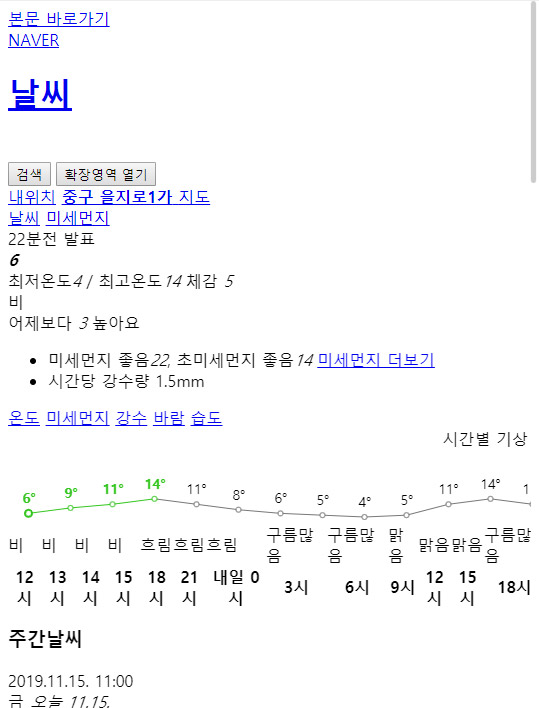 본문 바로가기
NAVER
날씨
검색 확장영역 열기
내위치 중구 을지로1가 지도
날씨 미세먼지
22분전 발표
6
최저온도4 / 최고온도14 체감 5
비
어제보다 3 높아요
• 미세먼지 좋음22, 초미세먼지 좋음14 미세먼지 더보기
• 시간당 강수량 1.5mm
온도 미세먼지 강수 바람 습도
시간별 기상
6° 9° 11° 14° 11° 8° 6° 5° 4° 5° 11° 14° 1
비 비 비 비 흐림 흐림 흐림 구름많음 구름많음 맑음 맑음 맑음 구름많음
12시 13시 14시 15시 18시 21시 내일 0시 3시 6시 9시 12시 15시 18시
주간날씨
2019.11.15. 11:00
금 오늘 11.15.